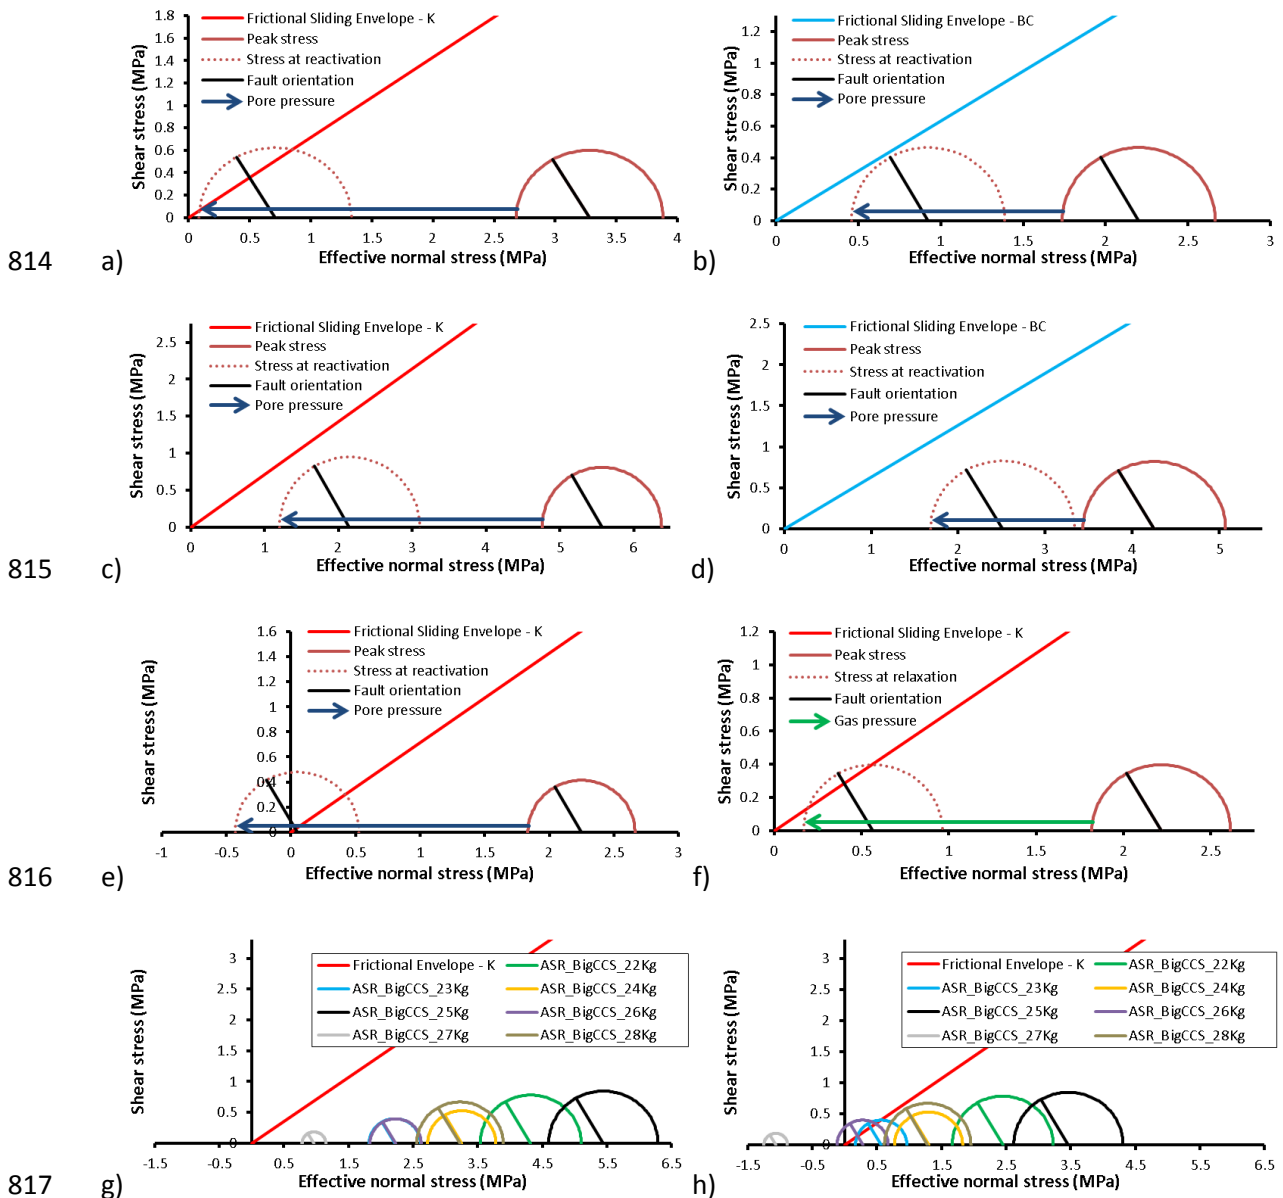 Frictional Sliding Envelope - K
Peak stress
Stress at reactivation
Fault orientation
Pore pressure
Shear stress (MPa)
1.8
1.6
1.4
1.2
1
0.8
0.6
0.4
0.2
0
0 0.5 1 1.5 2 2.5 3 3.5 4
Effective normal stress (MPa)
814 a)
Frictional Sliding Envelope - BC
Peak stress
Stress at reactivation
Fault orientation
Pore pressure
Shear stress (MPa)
1.2
1
0.8
0.6
0.4
0.2
0
0 0.5 1 1.5 2 2.5 3
Effective normal stress (MPa)
b)
Frictional Sliding Envelope - K
Peak stress
Stress at reactivation
Fault orientation
Pore pressure
Shear stress (MPa)
2.5
2
1.5
1
0.5
0
0 1 2 3 4 5 6
Effective normal stress (MPa)
815 c)
Frictional Sliding Envelope - BC
Peak stress
Stress at reactivation
Fault orientation
Pore pressure
Shear stress (MPa)
2.5
2
1.5
1
0.5
0
0 1 2 3 4 5
Effective normal stress (MPa)
d)
Frictional Sliding Envelope - K
Peak stress
Stress at reactivation
Fault orientation
Pore pressure
Shear stress (MPa)
1.6
1.4
1.2
1
0.8
0.6
0.4
0.2
0
-1 -0.5 0 0.5 1 1.5 2 2.5 3
Effective normal stress (MPa)
816 e)
Frictional Sliding Envelope - K
Peak stress
Stress at relaxation
Fault orientation
Gas pressure
Shear stress (MPa)
1.2
1
0.8
0.6
0.4
0.2
0
0 0.5 1 1.5 2 2.5
Effective normal stress (MPa)
f)
Frictional Envelope - K ASR_BigCCS_22Kg
ASR_BigCCS_23Kg ASR_BigCCS_24Kg
ASR_BigCCS_25Kg ASR_BigCCS_26Kg
ASR_BigCCS_27Kg ASR_BigCCS_28Kg
Shear stress (MPa)
3
2.5
2
1.5
1
0.5
0
-1.5 -0.5 0.5 1.5 2.5 3.5 4.5 5.5 6.5
Effective normal stress (MPa)
817 g)
Frictional Envelope - K ASR_BigCCS_22Kg
ASR_BigCCS_23Kg ASR_BigCCS_24Kg
ASR_BigCCS_25Kg ASR_BigCCS_26Kg
ASR_BigCCS_27Kg ASR_BigCCS_28Kg
Shear stress (MPa)
3
2.5
2
1.5
1
0.5
0
-1.5 -0.5 0.5 1.5 2.5 3.5 4.5 5.5 6.5
Effective normal stress (MPa)
h)